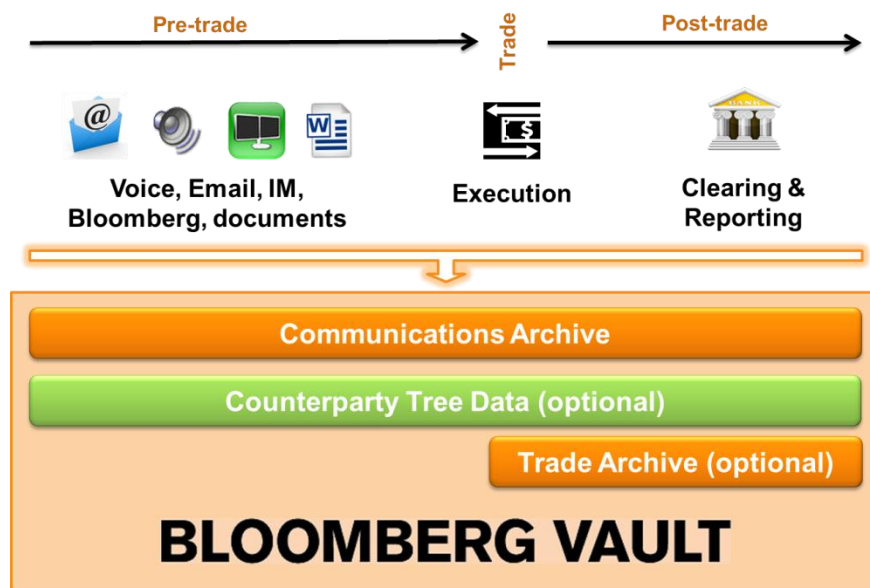 Pre-trade
Trade
Post-trade
@
W
$
BANK
Voice, Email, IM,
Bloomberg, documents
Execution
Clearing &
Reporting
Communications Archive
Counterparty Tree Data (optional)
Trade Archive (optional)
BLOOMBERG VAULT